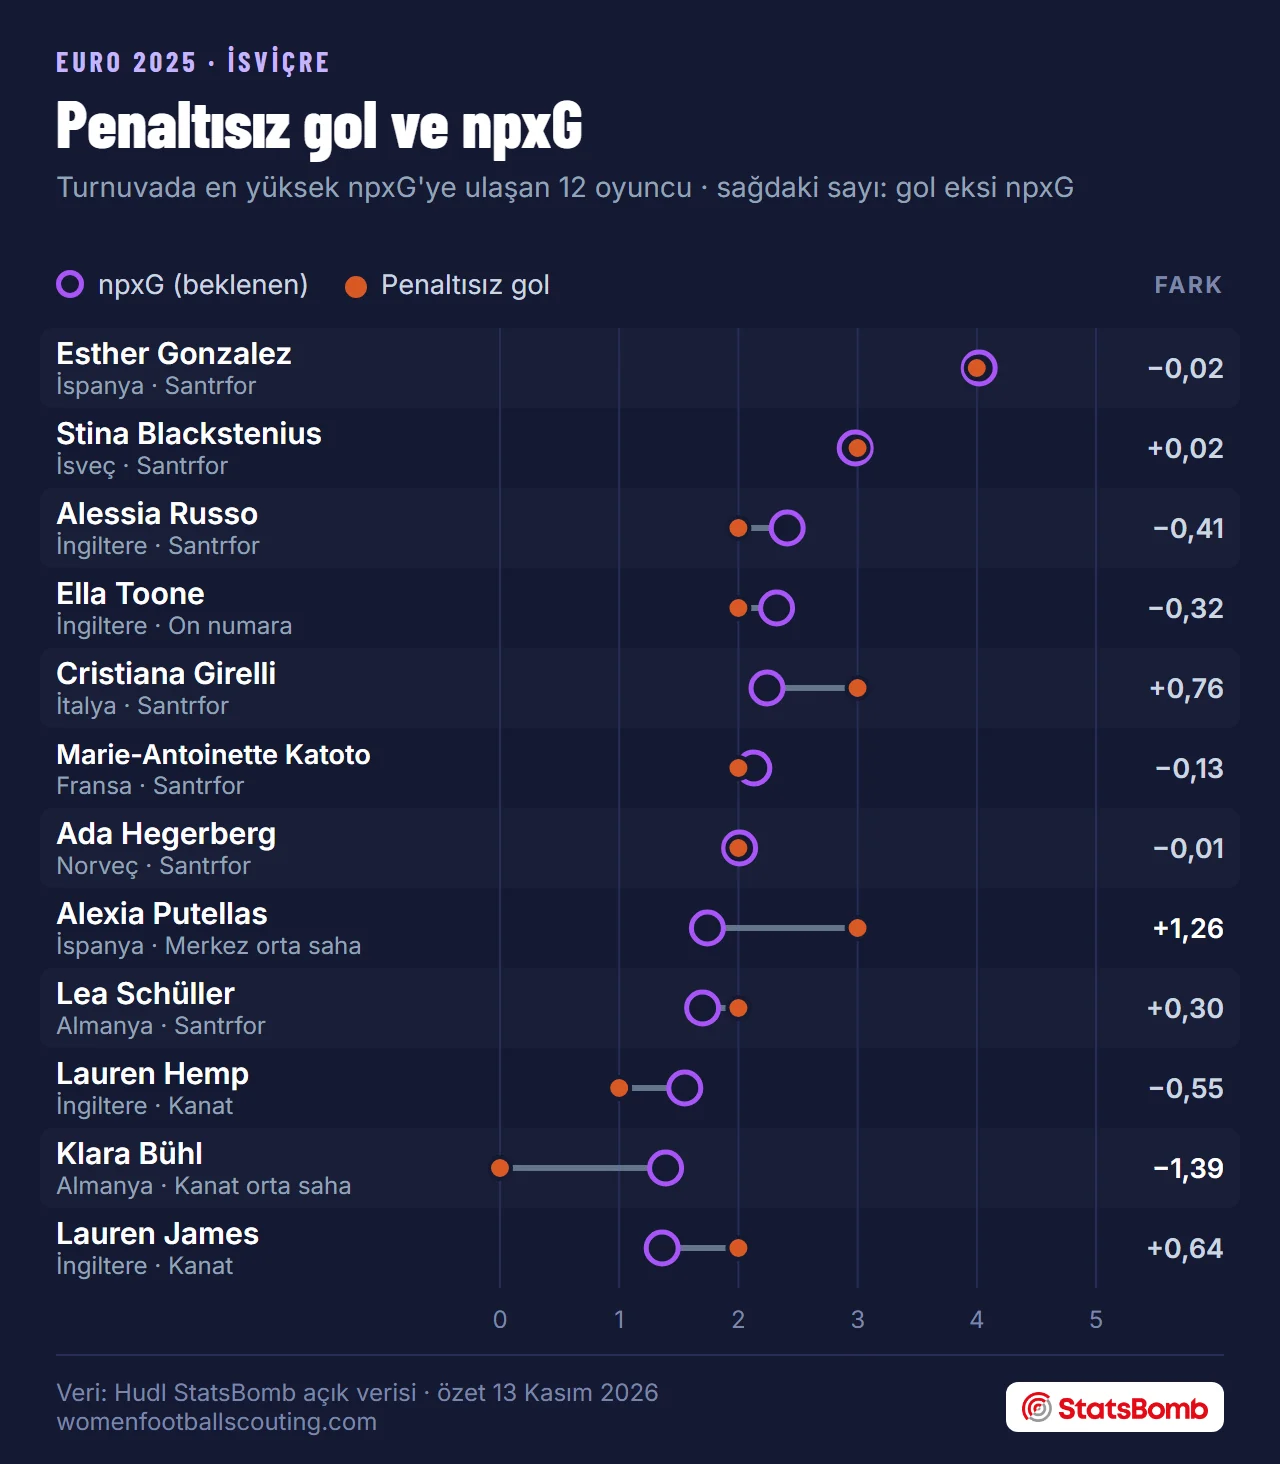 EURO 2025 · İSVİÇRE
Penaltısız gol ve npxG
Turnuvada en yüksek npxG'ye ulaşan 12 oyuncu · sağdaki sayı: gol eksi npxG
npxG (beklenen) Penaltısız gol FARK
Esther Gonzalez
İspanya · Santrfor
−0,02
Stina Blackstenius
İsveç · Santrfor
+0,02
Alessia Russo
İngiltere · Santrfor
−0,41
Ella Toone
İngiltere · On numara
−0,32
Cristiana Girelli
İtalya · Santrfor
+0,76
Marie-Antoinette Katoto
Fransa · Santrfor
−0,13
Ada Hegerberg
Norveç · Santrfor
−0,01
Alexia Putellas
İspanya · Merkez orta saha
+1,26
Lea Schüller
Almanya · Santrfor
+0,30
Lauren Hemp
İngiltere · Kanat
−0,55
Klara Bühl
Almanya · Kanat orta saha
−1,39
Lauren James
İngiltere · Kanat
+0,64
0 1 2 3 4 5
Veri: Hudl StatsBomb açık verisi · özet 13 Kasım 2026
womenfootballscouting.com
StatsBomb